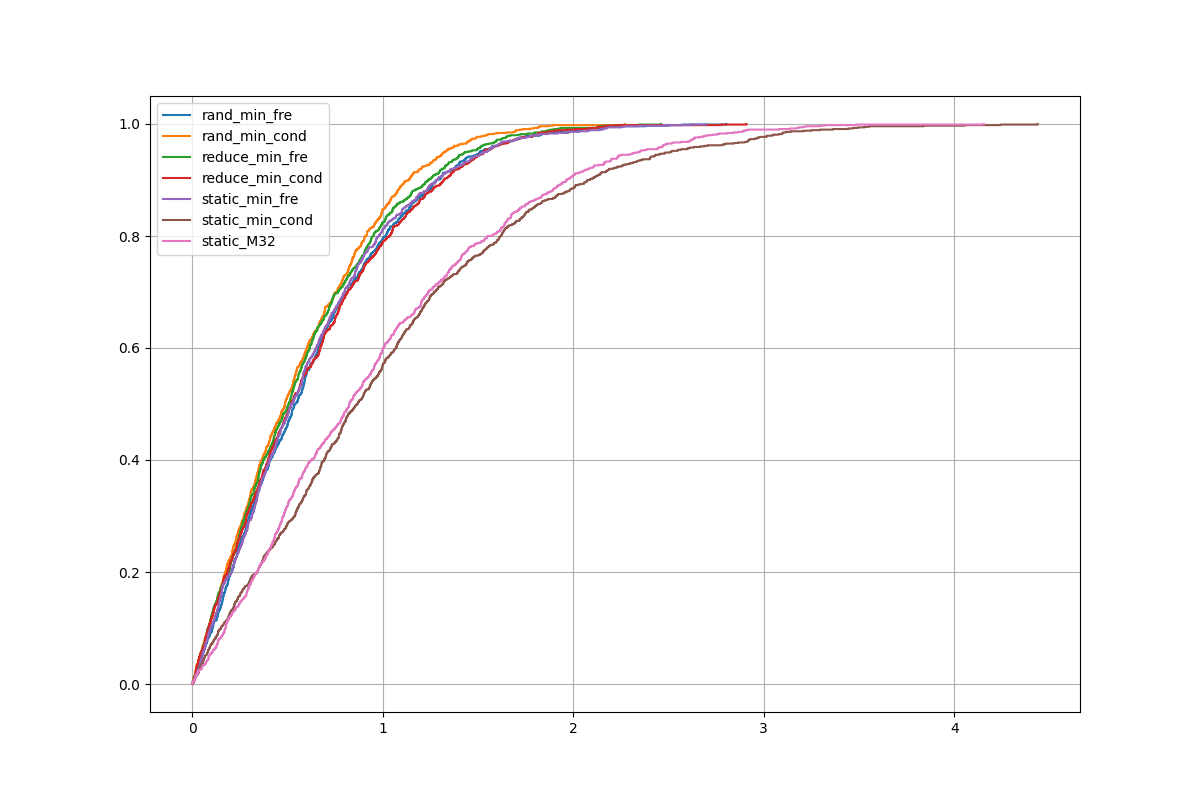 rand_min_fre
rand_min_cond
reduce_min_fre
reduce_min_cond
static_min_fre
static_min_cond
static_M32
1.0
0.8
0.6
0.4
0.2
0.0
0 1 2 3 4